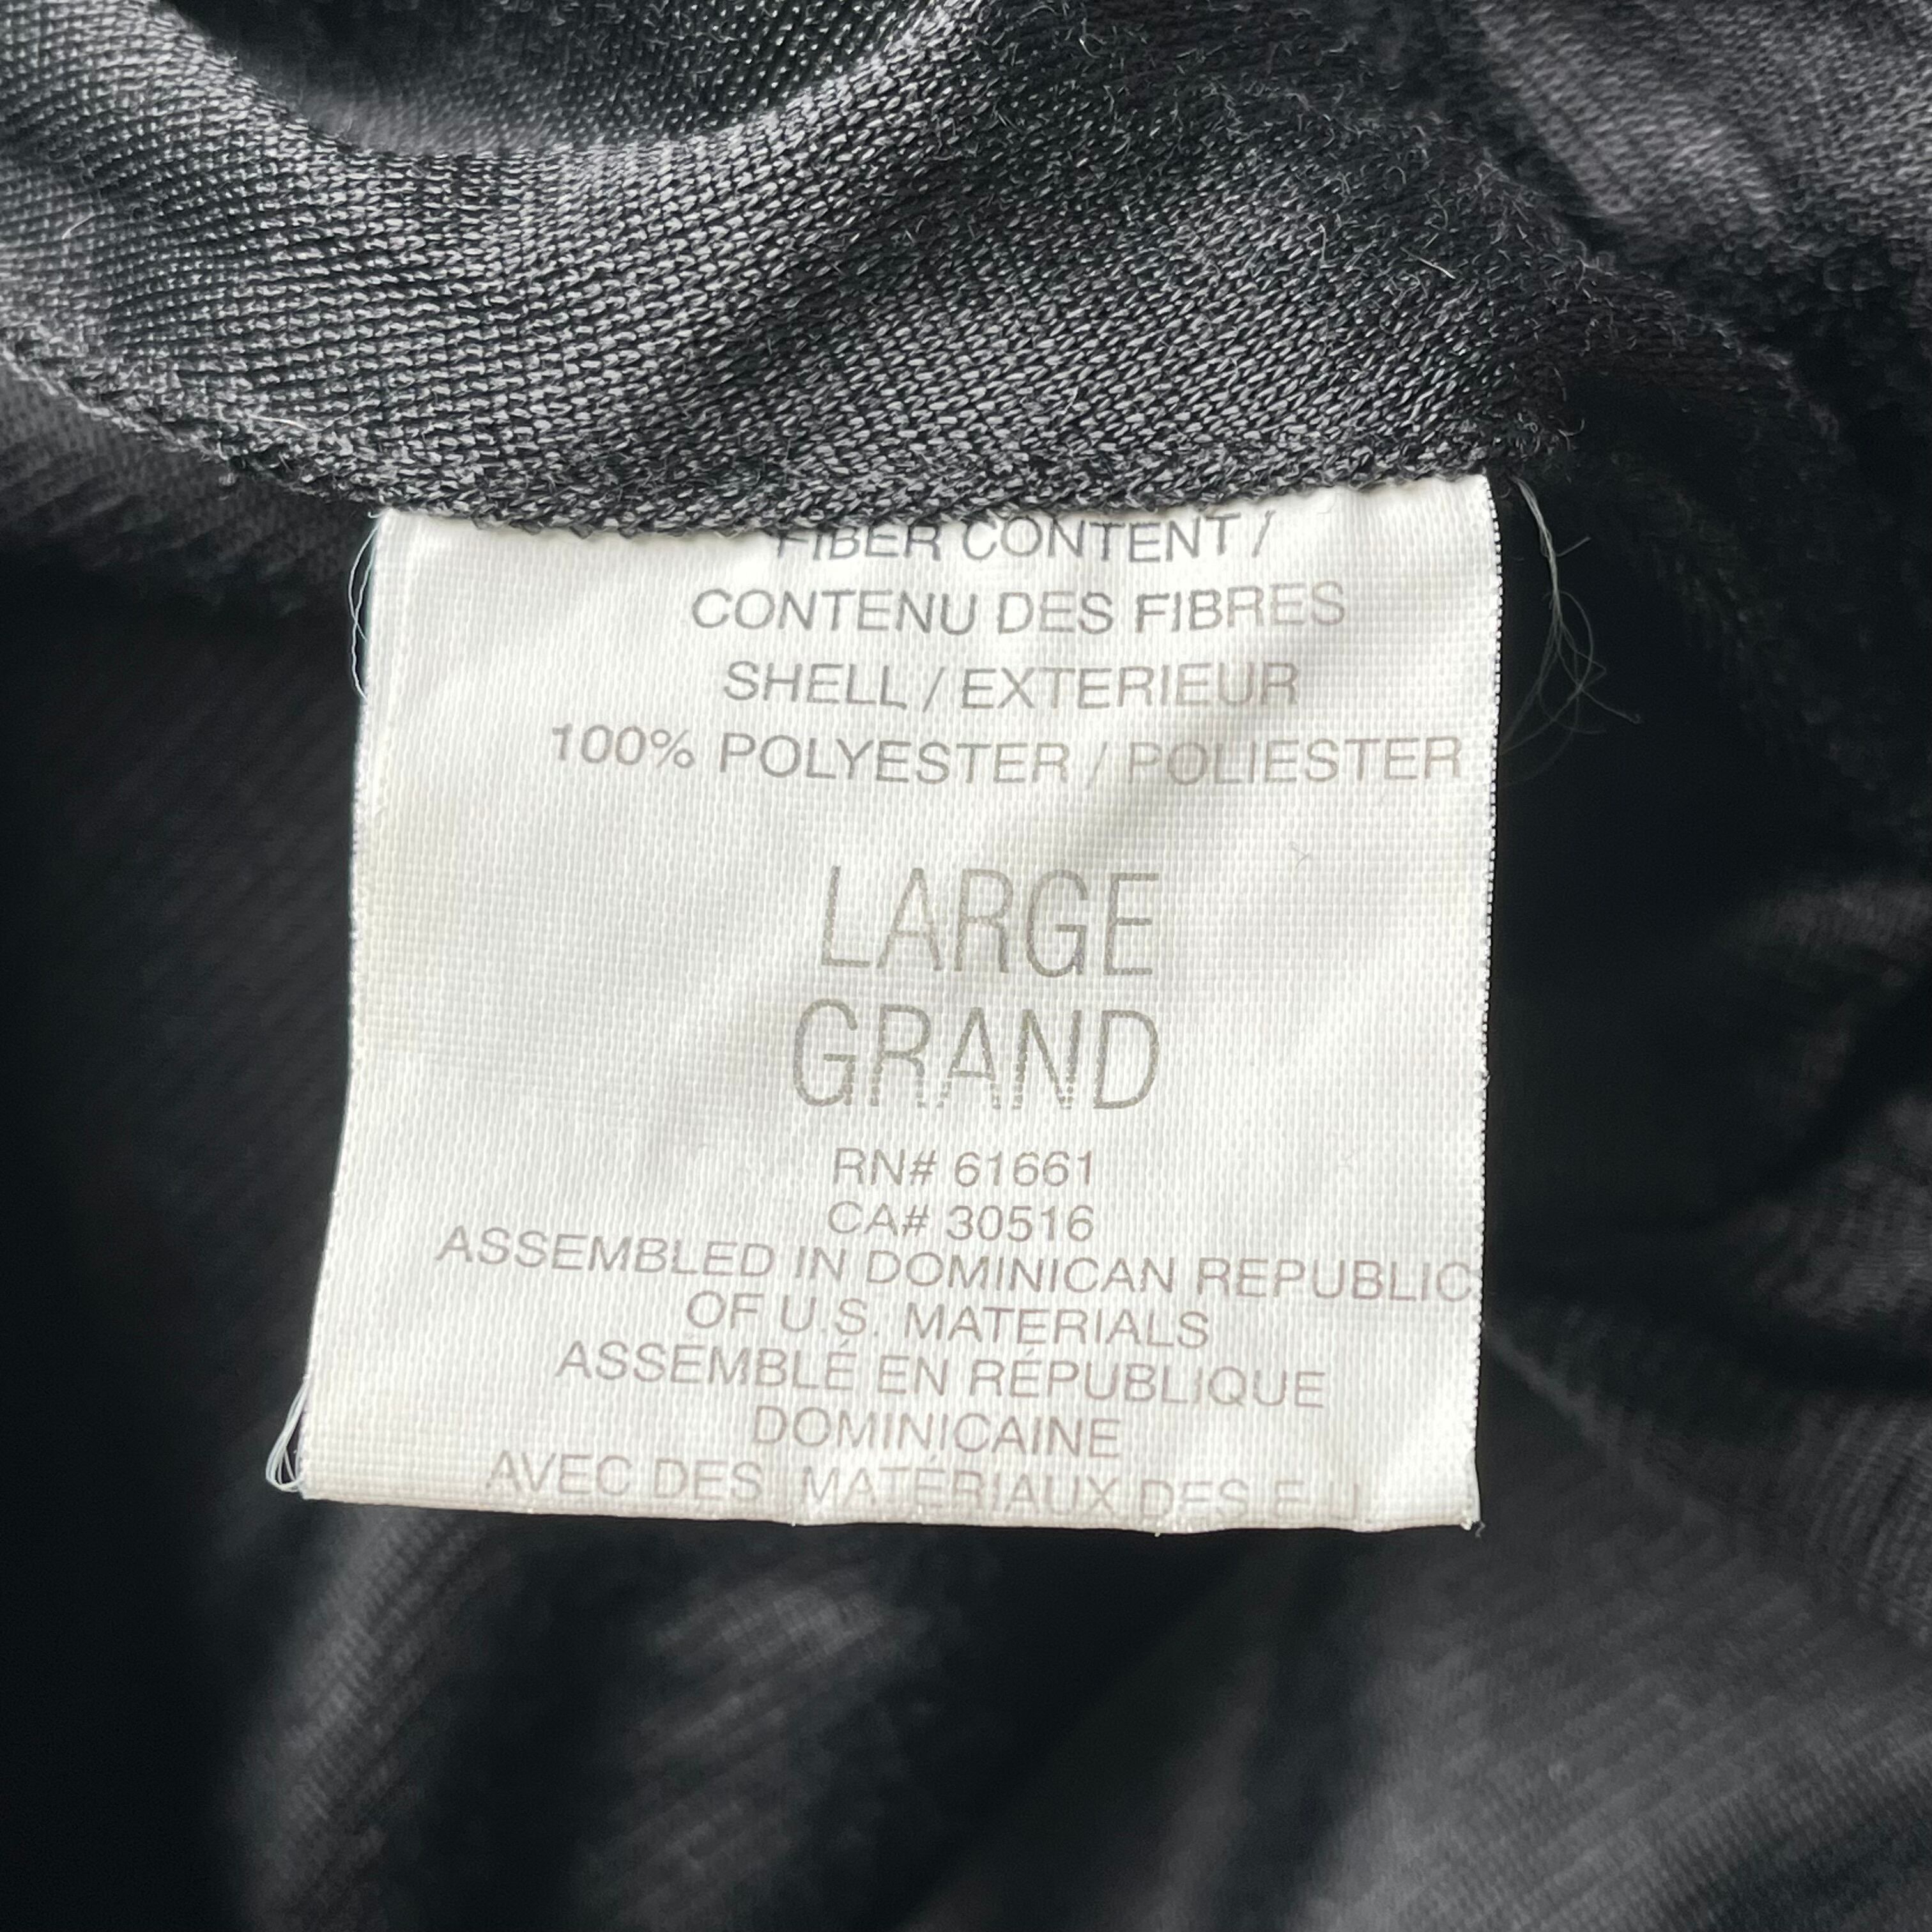 FIBER CONTENT /
CONTENU DES FIBRES
SHELL / EXTERIEUR
100% POLYESTER / POLIESTER
LARGE
GRAND
RN# 61661
CA# 30516
ASSEMBLED IN DOMINICAN REPUBLIC
OF U.S. MATERIALS
ASSEMBLÉ EN RÉPUBLIQUE
DOMINICAINE
AVEC DES MATÉRIAUX DES E U